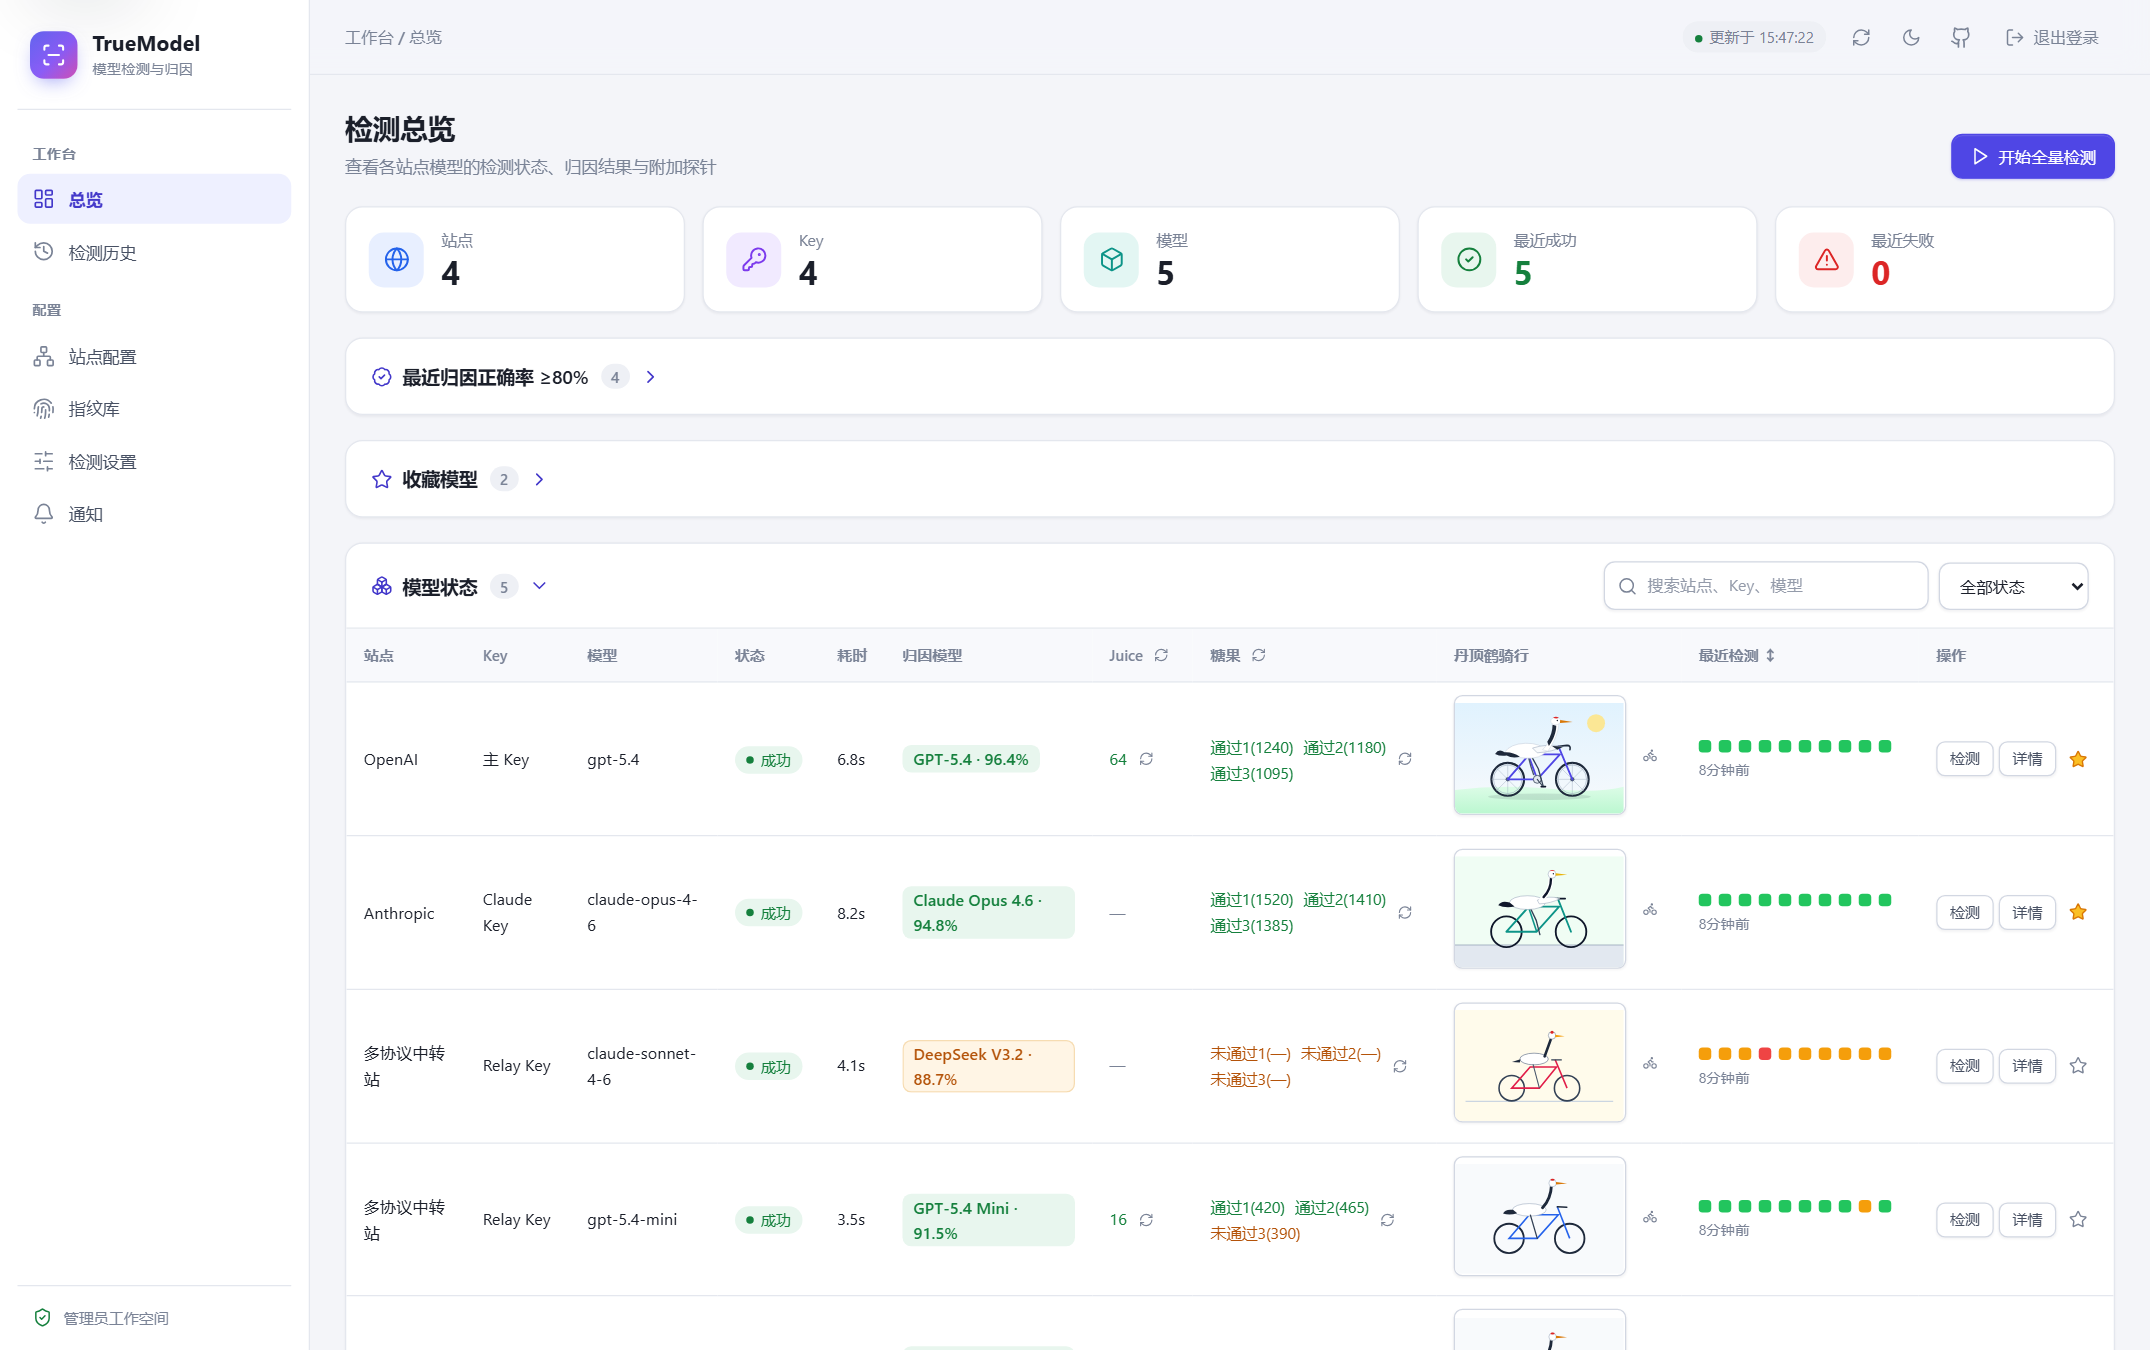 TrueModel
模型检测与归因
工作台
总览
检测历史
配置
站点配置
指纹库
检测设置
通知
管理员工作空间
工作台 / 总览
更新于 15:47:22
退出登录
检测总览
查看各站点模型的检测状态、归因结果与附加探针
开始全量检测
站点
4
Key
4
模型
5
最近成功
5
最近失败
0
最近归因正确率 ≥80% 4
收藏模型 2
模型状态 5
搜索站点、Key、模型
全部状态
站点 Key 模型 状态 耗时 归因模型 Juice 糖果 丹顶鹤骑行 最近检测 操作
OpenAI 主 Key gpt-5.4 成功 6.8s GPT-5.4 · 96.4% 64
通过1(1240) 通过2(1180)
通过3(1095)
8分钟前
检测 详情
Anthropic
Claude
Key
claude-opus-4-
6
成功 8.2s
Claude Opus 4.6 ·
94.8%
—
通过1(1520) 通过2(1410)
通过3(1385)
8分钟前
检测 详情
多协议中转
站
Relay Key
claude-sonnet-
4-6
成功 4.1s
DeepSeek V3.2 ·
88.7%
—
未通过1(—) 未通过2(—)
未通过3(—)
8分钟前
检测 详情
多协议中转
站
Relay Key gpt-5.4-mini 成功 3.5s
GPT-5.4 Mini ·
91.5%
16
通过1(420) 通过2(465)
未通过3(390)
8分钟前
检测 详情